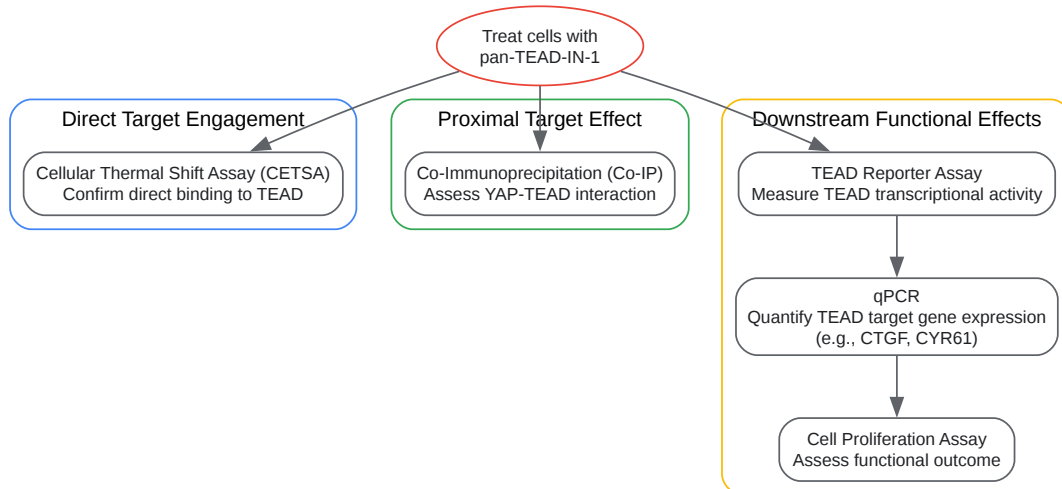 Treat cells with
pan-TEAD-IN-1
Direct Target Engagement
Cellular Thermal Shift Assay (CETSA)
Confirm direct binding to TEAD
Proximal Target Effect
Co-Immunoprecipitation (Co-IP)
Assess YAP-TEAD interaction
Downstream Functional Effects
TEAD Reporter Assay
Measure TEAD transcriptional activity
qPCR
Quantify TEAD target gene expression
(e.g., CTGF, CYR61)
Cell Proliferation Assay
Assess functional outcome